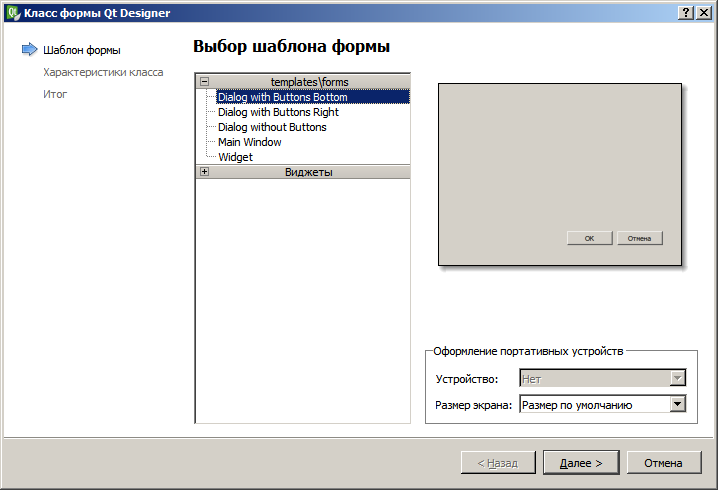 Класс формы Qt Designer
Шаблон формы
Характеристики класса
Итог
Выбор шаблона формы
templates\forms
Dialog with Buttons Bottom
Dialog with Buttons Right
Dialog without Buttons
Main Window
Widget
Виджеты
OK
Отмена
Оформление портативных устройств
Устройство:
Нет
Размер экрана:
Размер по умолчанию
< Назад
Далее >
Отмена